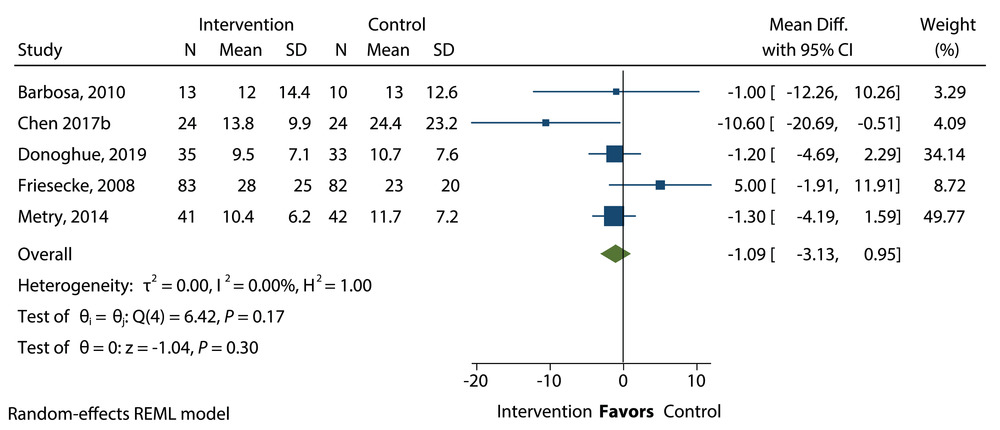 Intervention Control Mean Diff. Weight
Study N Mean SD N Mean SD with 95% CI (%)
Barbosa, 2010 13 12 14.4 10 13 12.6 -1.00 [ -12.26, 10.26] 3.29
Chen 2017b 24 13.8 9.9 24 24.4 23.2 -10.60 [ -20.69, -0.51] 4.09
Donoghue, 2019 35 9.5 7.1 33 10.7 7.6 -1.20 [ -4.69, 2.29] 34.14
Friesecke, 2008 83 28 25 82 23 20 5.00 [ -1.91, 11.91] 8.72
Metry, 2014 41 10.4 6.2 42 11.7 7.2 -1.30 [ -4.19, 1.59] 49.77
Overall -1.09 [ -3.13, 0.95]
Heterogeneity: τ² = 0.00, I² = 0.00%, H² = 1.00
Test of θᵢ = θⱼ: Q(4) = 6.42, P = 0.17
Test of θ = 0: z = -1.04, P = 0.30
-20 -10 0 10
Intervention Favors Control
Random-effects REML model